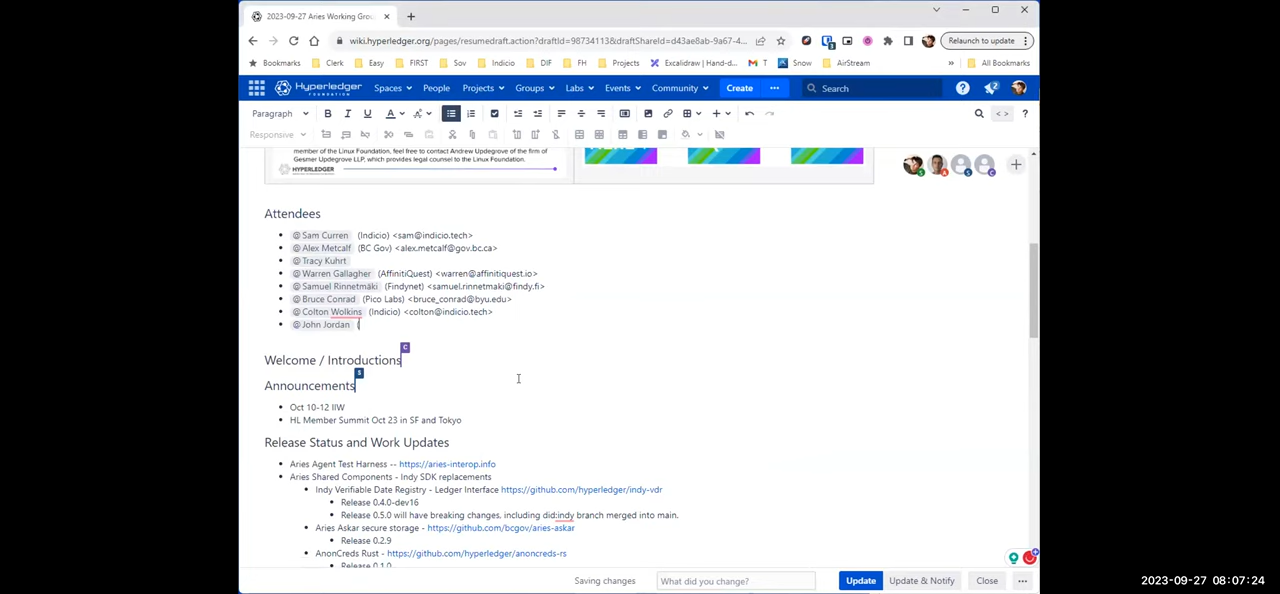 2023-09-27 Aries Working Grou
wiki.hyperledger.org/pages/resumedraft.action?draftId=98734113&draftShareId=d43ae8ab-9a67-4...
Relaunch to update
Bookmarks Clerk Easy FIRST Sov Indicio DIF FH Projects Excalidraw | Hand-d... T Snow AirStream » All Bookmarks
HYPERLEDGER FOUNDATION Spaces People Projects Groups Labs Events Community Create ... Search
Paragraph B I U A
Responsive
member of the Linux Foundation, feel free to contact Andrew Updegrove of the firm of
Gesmer Updegrove LLP, which provides legal counsel to the Linux Foundation.
HYPERLEDGER
Attendees
• @Sam Curren (Indicio) <sam@indicio.tech>
• @Alex Metcalf (BC Gov) <alex.metcalf@gov.bc.ca>
• @Tracy Kuhrt
• @Warren Gallagher (AffinitiQuest) <warren@affinitiquest.io>
• @Samuel Rinnetmäki (Findynet) <samuel.rinnetmaki@findy.fi>
• @Bruce Conrad (Pico Labs) <bruce_conrad@byu.edu>
• @Colton Wolkins (Indicio) <colton@indicio.tech>
• @John Jordan (
C
Welcome / Introductions
S
Announcements
• Oct 10-12 IIW
• HL Member Summit Oct 23 in SF and Tokyo
Release Status and Work Updates
• Aries Agent Test Harness -- https://aries-interop.info
• Aries Shared Components - Indy SDK replacements
• Indy Verifiable Date Registry - Ledger Interface https://github.com/hyperledger/indy-vdr
• Release 0.4.0-dev16
• Release 0.5.0 will have breaking changes, including did:indy branch merged into main.
• Aries Askar secure storage - https://github.com/bcgov/aries-askar
• Release 0.2.9
• AnonCreds Rust - https://github.com/hyperledger/anoncreds-rs
• Release 0.1.0
Saving changes What did you change? Update Update & Notify Close ...
2023-09-27 08:07:24